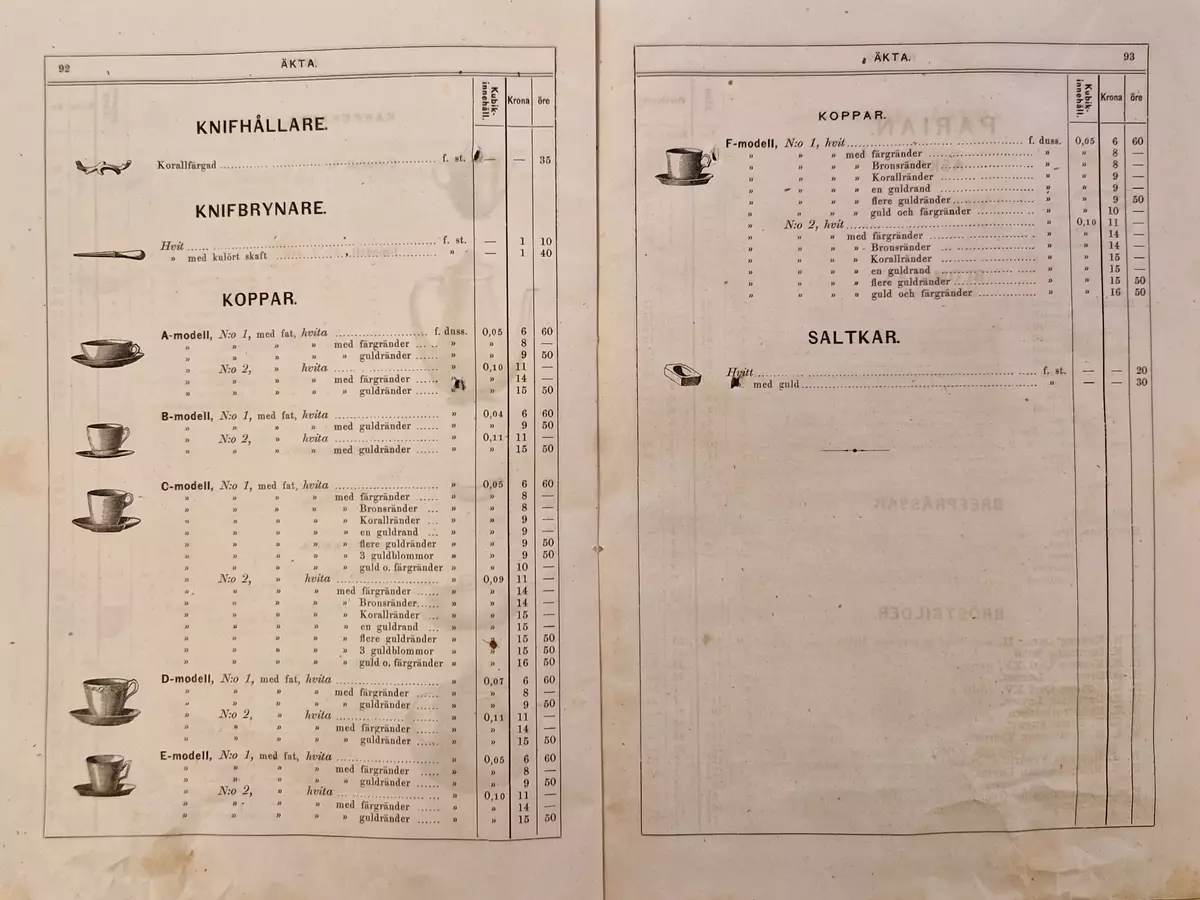 92
ÄKTA.
Kubik-
innehåll.
Krona
öre
KNIFHÅLLARE.
Korallfärgad ........ f. st. — — 35
KNIFBRYNARE.
Hvit ........ f. st. — 1 10
„ med kulört skaft ........ „ — 1 40
KOPPAR.
A-modell, N:o 1, med fat, hvita ........ f. duss. 0,05 6 60
„ „ „ „ med färgränder ...... „ „ 8 —
„ „ „ „ „ guldränder ...... „ „ 9 50
„ N:o 2, „ hvita ........ „ 0,10 11 —
„ „ „ „ med färgränder ...... „ 14 —
„ „ „ „ „ guldränder ...... „ „ 15 50
B-modell, N:o 1, med fat, hvita ........ „ 0,04 6 60
„ „ „ „ med guldränder ...... „ „ 9 50
„ N:o 2, „ hvita ........ „ 0,11 11 —
„ „ „ „ med guldränder ...... „ „ 15 50
C-modell, N:o 1, med fat, hvita ........ „ 0,05 6 60
„ „ „ „ med färgränder ..... „ „ 8 —
„ „ „ „ „ Bronsränder ... „ „ 8 —
„ „ „ „ „ Korallränder ... „ „ 9 —
„ „ „ „ „ en guldrand ... „ „ 9 —
„ „ „ „ „ flere guldränder „ „ 9 50
„ „ „ „ „ 3 guldblommor „ „ 9 50
„ „ „ „ „ guld o. färgränder „ „ 10 —
„ N:o 2, „ hvita ........ „ 0,09 11 —
„ „ „ „ med färgränder ..... „ „ 14 —
„ „ „ „ „ Bronsränder...... „ „ 14 —
„ „ „ „ „ Korallränder ... „ „ 15 —
„ „ „ „ „ en guldrand ... „ „ 15 —
„ „ „ „ „ flere guldränder „ „ 15 50
„ „ „ „ „ 3 guldblommor „ „ 15 50
„ „ „ „ „ guld o. färgränder „ „ 16 50
D-modell, N:o 1, med fat, hvita ........ „ 0,07 6 60
„ „ „ „ med färgränder ...... „ „ 8 —
„ „ „ „ „ guldränder ...... „ „ 9 50
„ N:o 2, „ hvita ........ „ 0,11 11 —
„ „ „ „ med färgränder ...... „ „ 14 —
„ „ „ „ „ guldränder ...... „ „ 15 50
E-modell, N:o 1, med fat, hvita ........ „ 0,05 6 60
„ „ „ „ med färgränder ..... „ „ 8 —
„ „ „ „ „ guldränder ...... „ „ 9 50
„ N:o 2, „ hvita ........ „ 0,10 11 —
„ „ „ „ med färgränder ...... „ „ 14 —
„ „ „ „ „ guldränder ...... „ „ 15 50
ÄKTA.
93
Kubik-
innehåll.
Krona
öre
KOPPAR.
F-modell, N:o 1, hvit ........ f. duss. 0,05 6 60
„ „ „ „ med färgränder ........ „ „ 8 —
„ „ „ „ „ Bronsränder ........ „ „ 8 —
„ „ „ „ „ Korallränder ........ „ „ 9 —
„ „ „ „ „ en guldrand ........ „ „ 9 —
„ „ „ „ „ flere guldränder ........ „ „ 9 50
„ „ „ „ „ guld och färgränder ........ „ „ 10 —
„ N:o 2, hvit ........ „ 0,10 11 —
„ „ „ „ med färgränder ........ „ „ 14 —
„ „ „ „ „ Bronsränder ........ „ „ 14 —
„ „ „ „ „ Korallränder ........ „ „ 15 —
„ „ „ „ „ en guldrand ........ „ „ 15 —
„ „ „ „ „ flere guldränder ........ „ „ 15 50
„ „ „ „ „ guld och färgränder ........ „ „ 16 50
SALTKAR.
Hvitt ........ f. st. — — 20
„ med guld ........ „ — — 30